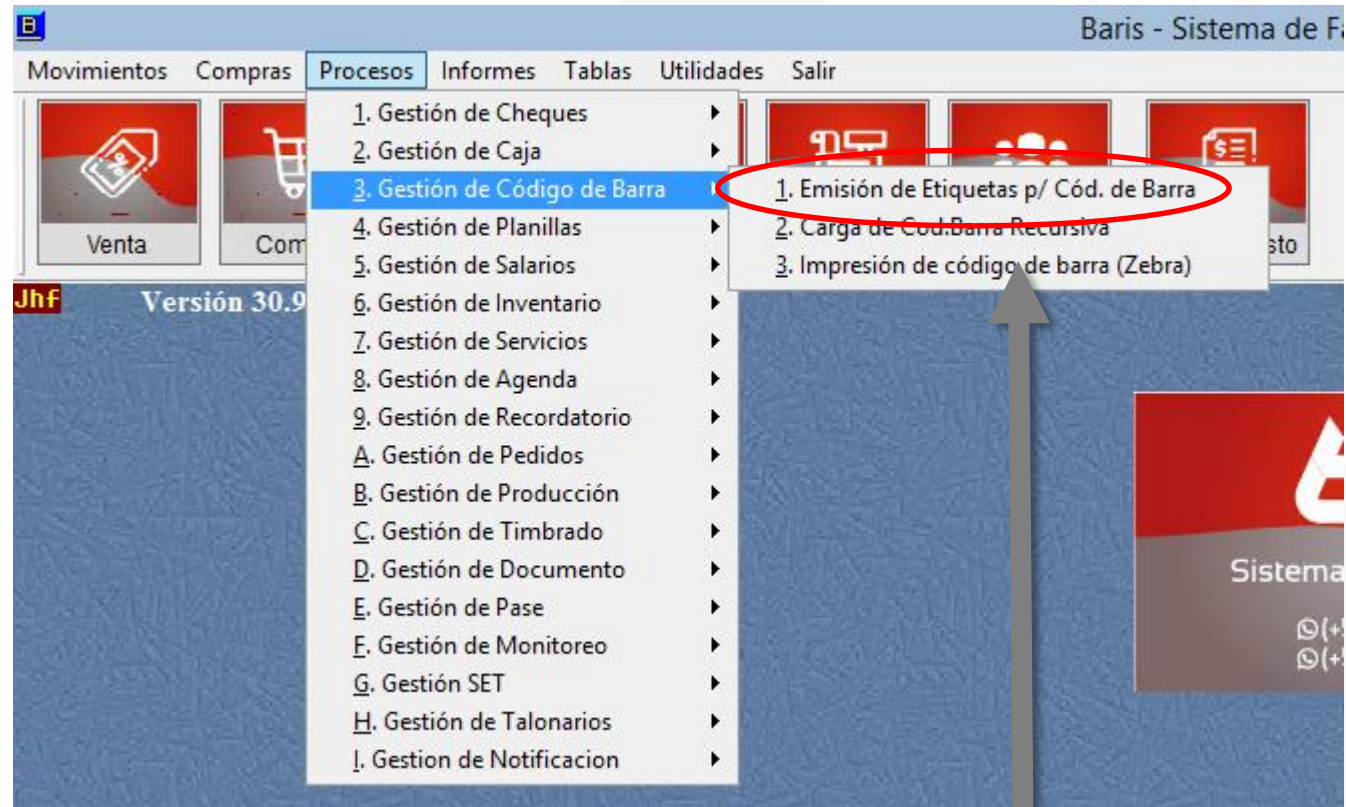 Baris - Sistema de F
Movimientos Compras Procesos Informes Tablas Utilidades Salir
1. Gestión de Cheques
2. Gestión de Caja
3. Gestión de Código de Barra
4. Gestión de Planillas
5. Gestión de Salarios
6. Gestión de Inventario
7. Gestión de Servicios
8. Gestión de Agenda
9. Gestión de Recordatorio
A. Gestión de Pedidos
B. Gestión de Producción
C. Gestión de Timbrado
D. Gestión de Documento
E. Gestión de Pase
F. Gestión de Monitoreo
G. Gestión SET
H. Gestión de Talonarios
I. Gestion de Notificacion
1. Emisión de Etiquetas p/ Cód. de Barra
2. Carga de Cod.Barra Recursiva
3. Impresión de código de barra (Zebra)
Venta
Com
sto
Jhf Versión 30.9
Sistema
(+
(+